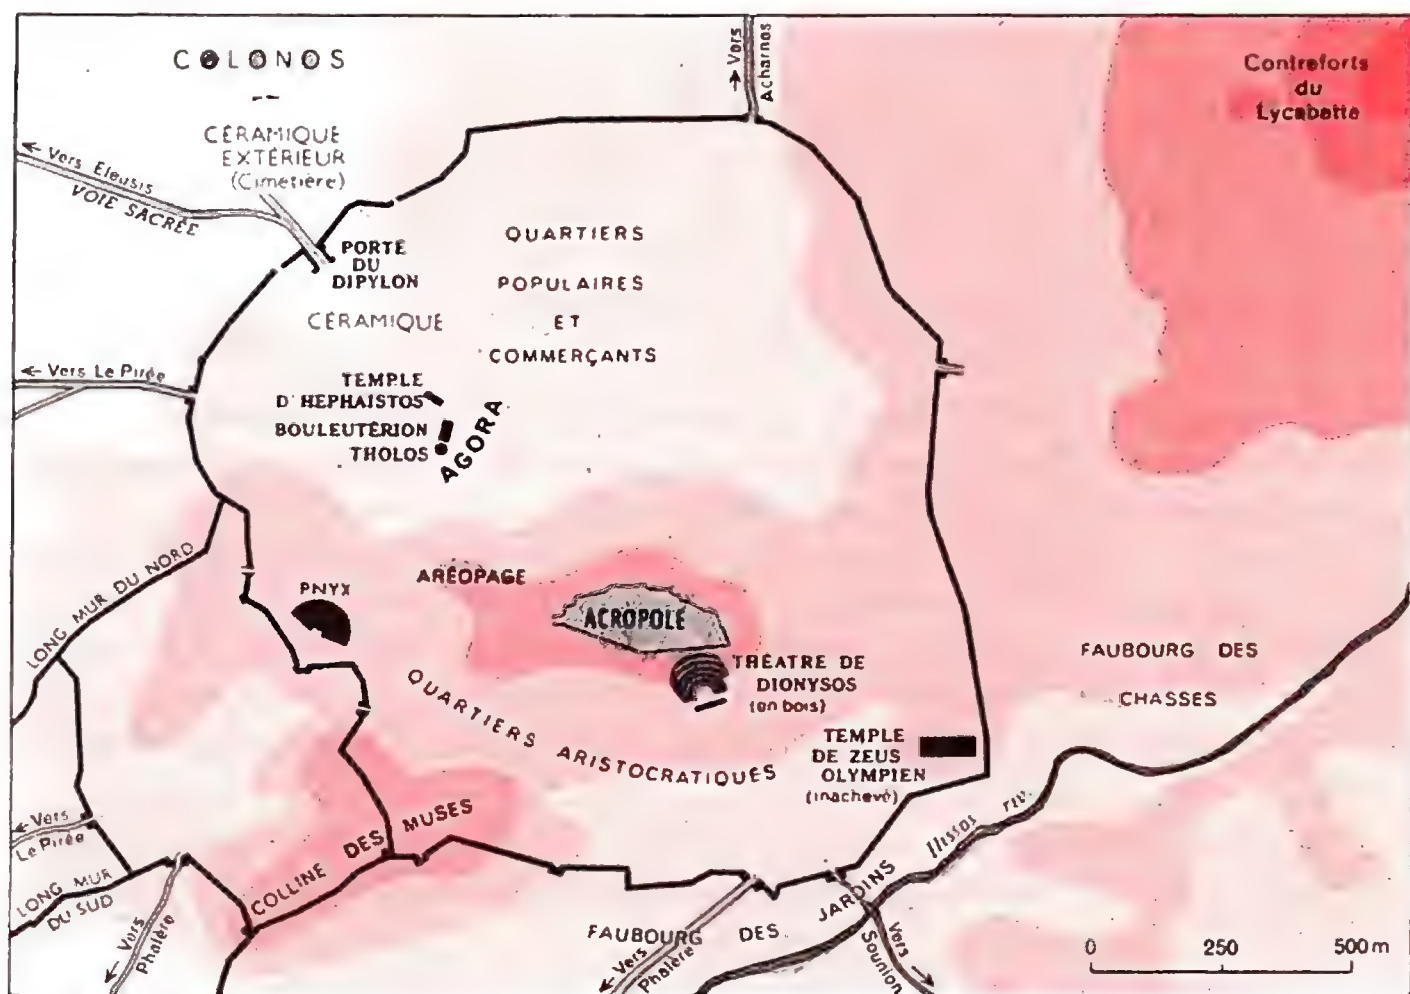 COLONOS
CÉRAMIQUE
EXTÉRIEUR
(Cimetière)
← Vers Eleusis
VOIE SACRÉE
→ Vers
Acharnes
Contreforts
du
Lycabette
PORTE
DU
DIPYLON
CÉRAMIQUE
QUARTIERS
POPULAIRES
ET
COMMERÇANTS
← Vers Le Pirée
TEMPLE
D'HEPHAISTOS
BOULEUTÉRION
THOLOS
AGORA
LONG MUR DU NORD
PNYX
ARÉOPAGE
ACROPOLE
THÉATRE DE
DIONYSOS
(en bois)
QUARTIERS ARISTOCRATIQUES
TEMPLE
DE ZEUS
OLYMPIEN
(inachevé)
FAUBOURG DES
CHASSES
← Vers
Le Pirée
LONG MUR
DU SUD
← Vers
Phalère
COLLINE DES MUSES
FAUBOURG DES JARDINS
← Vers
Phalère
Ilissos riv.
Vers →
Sounion
0 250 500 m